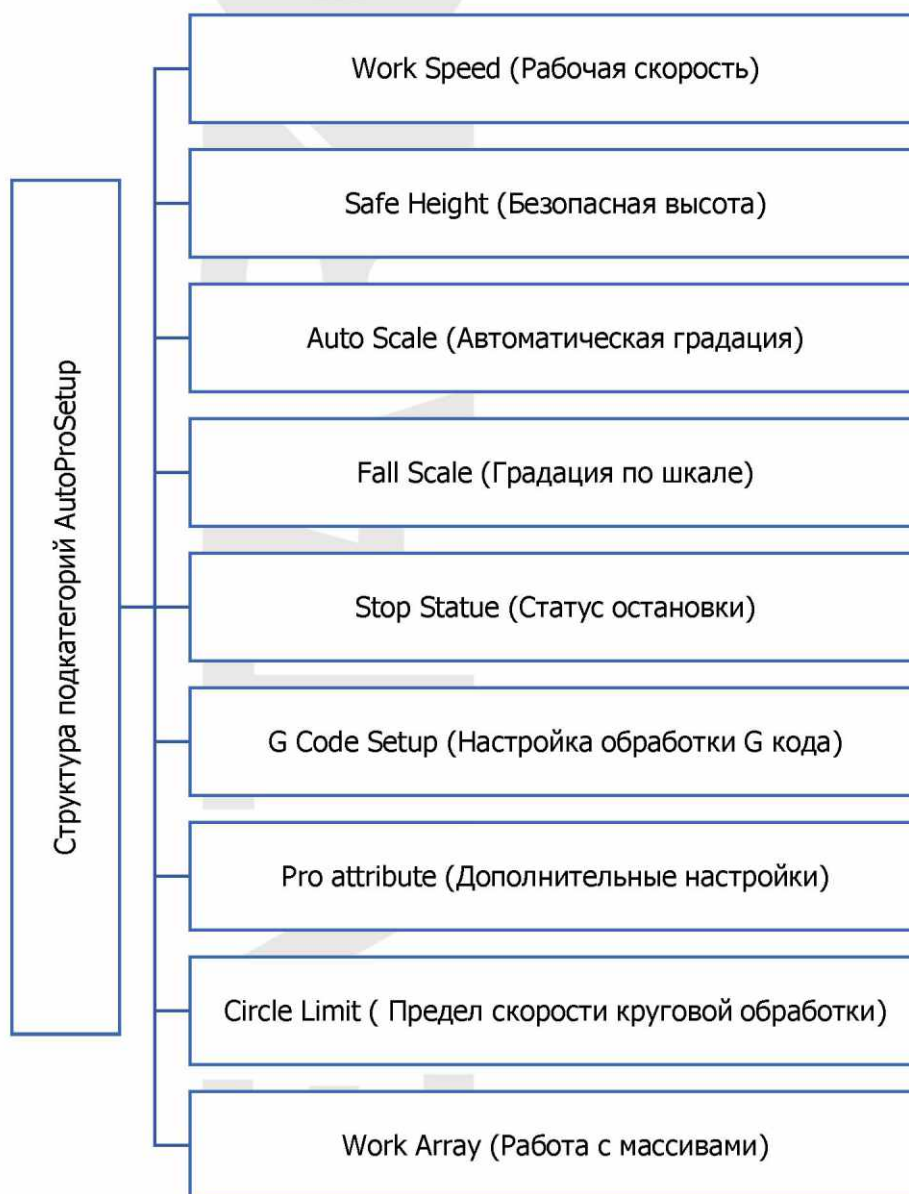 Структура подкатегорий AutoProSetup
Work Speed (Рабочая скорость)
Safe Height (Безопасная высота)
Auto Scale (Автоматическая градация)
Fall Scale (Градация по шкале)
Stop Statue (Статус остановки)
G Code Setup (Настройка обработки G кода)
Pro attribute (Дополнительные настройки)
Circle Limit ( Предел скорости круговой обработки)
Work Array (Работа с массивами)